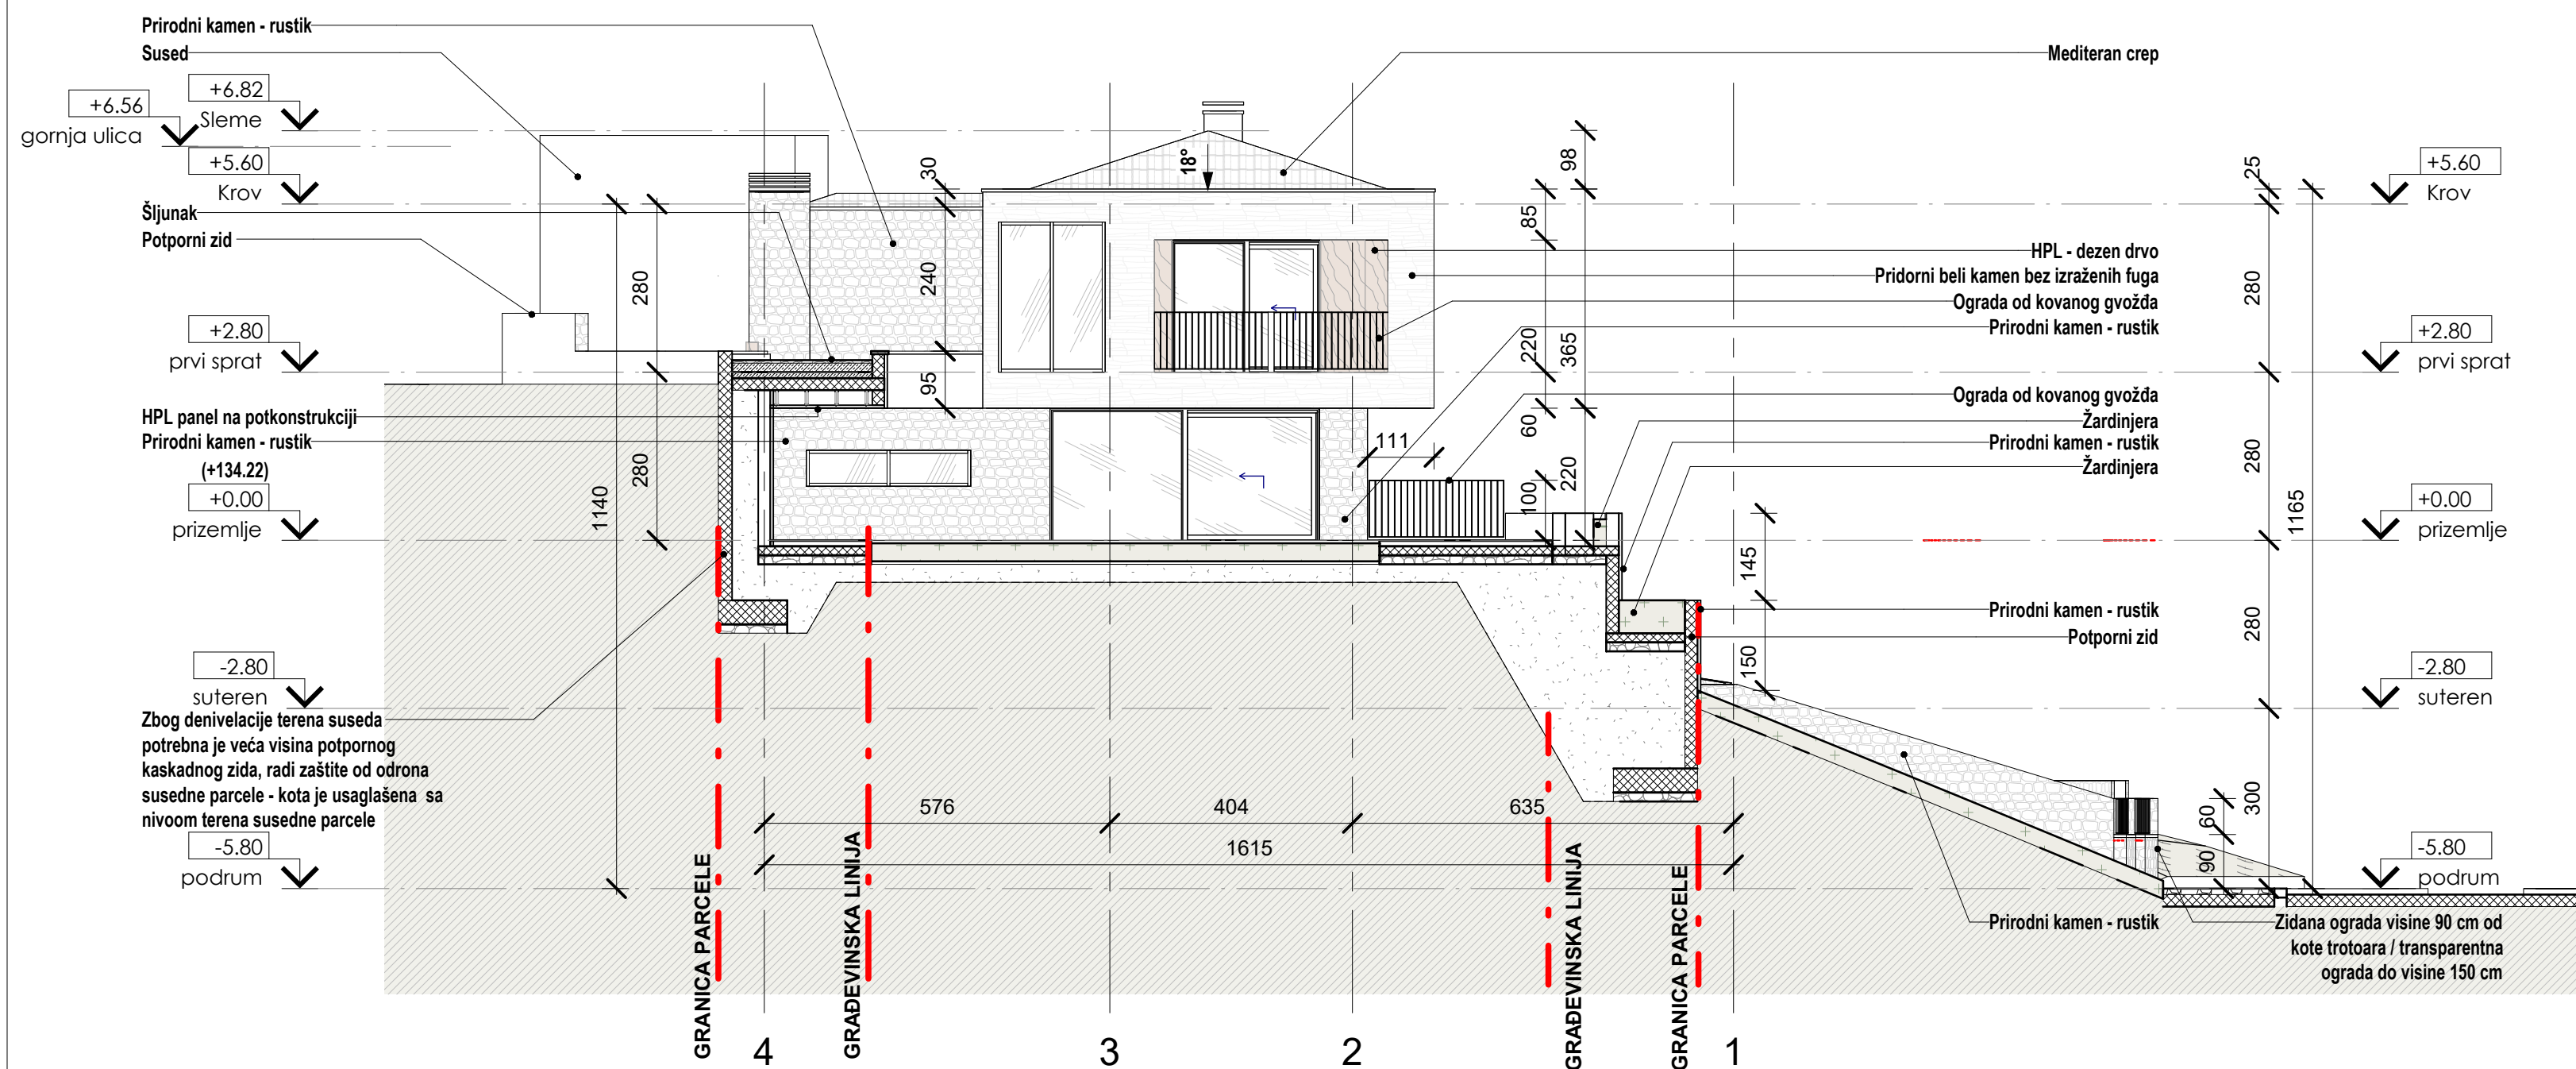 Prirodni kamen - rustik
Sused
+6.82
Sleme
+6.56
gornja ulica
+5.60
Krov
Šljunak
Potporni zid
+2.80
prvi sprat
HPL panel na potkonstrukciji
Prirodni kamen - rustik
(+134.22)
+0.00
prizemlje
-2.80
suteren
Zbog denivelacije terena suseda
potrebna je veća visina potpornog
kaskadnog zida, radi zaštite od odrona
susedne parcele - kota je usaglašena sa
nivoom terena susedne parcele
-5.80
podrum
1140
280
280
30
240
95
18°
111
98
85
220
365
60
100
220
145
150
576
404
635
1615
GRANICA PARCELE
GRAĐEVINSKA LINIJA
GRAĐEVINSKA LINIJA
GRANICA PARCELE
4
3
2
1
Mediteran crep
HPL - dezen drvo
Pridorni beli kamen bez izraženih fuga
Ograda od kovanog gvožđa
Prirodni kamen - rustik
Ograda od kovanog gvožđa
Žardinjera
Prirodni kamen - rustik
Žardinjera
Prirodni kamen - rustik
Potporni zid
Prirodni kamen - rustik
Zidana ograda visine 90 cm od
kote trotoara / transparentna
ograda do visine 150 cm
60
90
25
280
280
280
300
1165
+5.60
Krov
+2.80
prvi sprat
+0.00
prizemlje
-2.80
suteren
-5.80
podrum